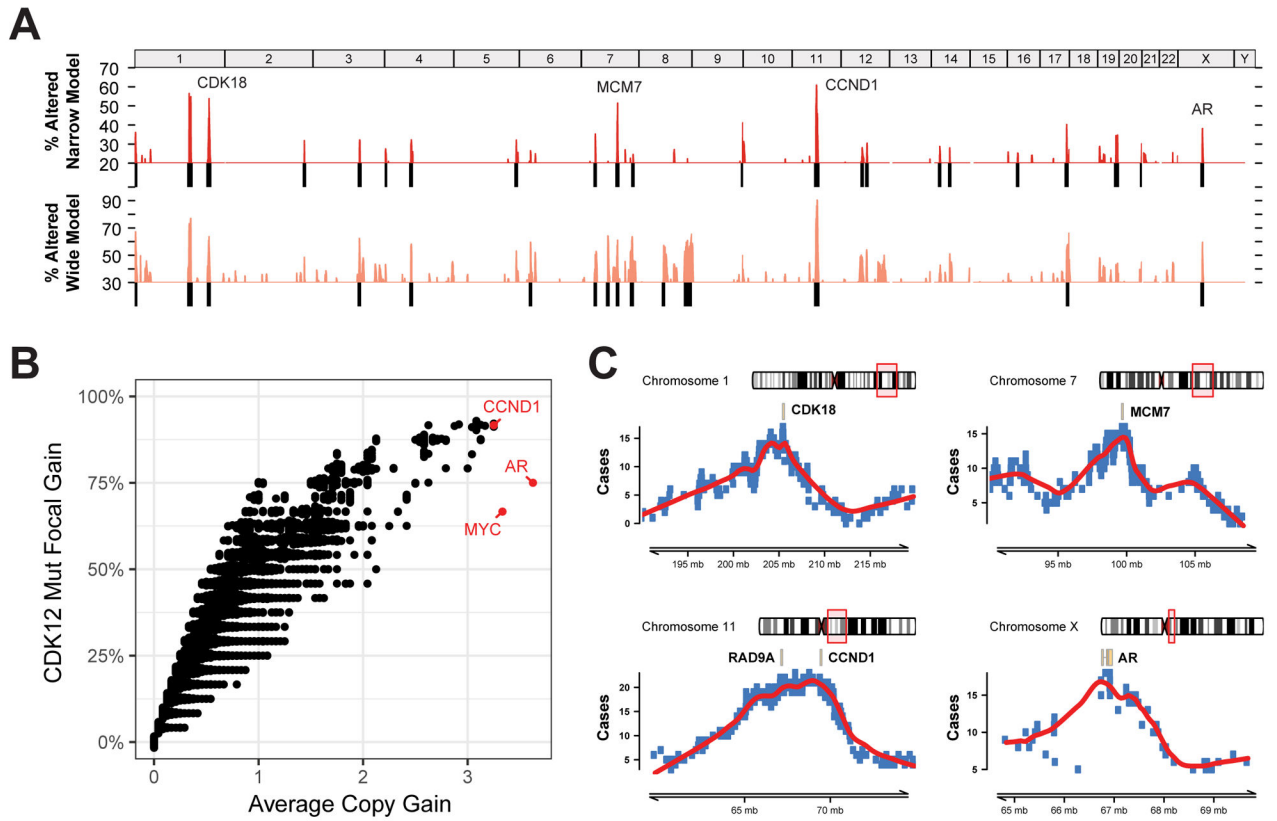 A
1 2 3 4 5 6 7 8 9 10 11 12 13 14 15 16 17 18 19 20 21 22 X Y
% Altered
Narrow Model
70
60
50
40
30
20
CDK18
MCM7
CCND1
AR
% Altered
Wide Model
90
70
50
30
B
CDK12 Mut Focal Gain
100%
75%
50%
25%
0%
CCND1
AR
MYC
0 1 2 3
Average Copy Gain
C
Chromosome 1
CDK18
Cases
15
10
5
0
195 mb 200 mb 205 mb 210 mb 215 mb
Chromosome 7
MCM7
Cases
15
10
5
95 mb 100 mb 105 mb
Chromosome 11
RAD9A CCND1
Cases
20
15
10
5
65 mb 70 mb
Chromosome X
AR
Cases
15
10
5
65 mb 66 mb 67 mb 68 mb 69 mb